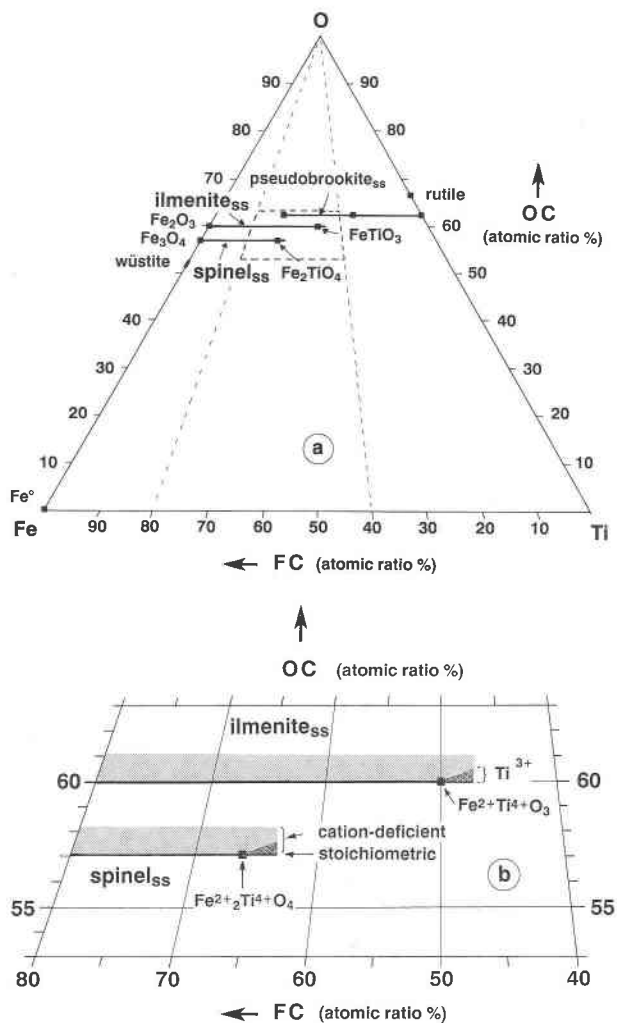 O
90 90
80 80
70 70
pseudobrookitess
rutile
ilmenitess
OC
(atomic ratio %)
Fe2O3 60
FeTiO3
Fe3O4
wüstite
spinelss
Fe2TiO4
50
40 40
30 30
20 20
a
10 10
Fe°
Fe 90 80 70 60 50 40 30 20 10 Ti
FC (atomic ratio %)
OC (atomic ratio %)
ilmenitess
Ti 3+
60 60
Fe2+Ti4+O3
cation-deficient
stoichiometric
spinelss
Fe2+2Ti4+O4
b
55 55
80 70 60 50 40
FC (atomic ratio %)